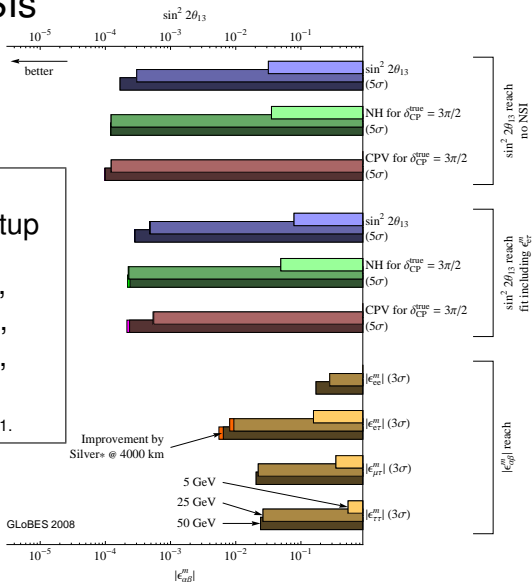 sis
sin² 2θ₁₃
10⁻⁵ 10⁻⁴ 10⁻³ 10⁻² 10⁻¹
better
sin² 2θ₁₃
(5σ)
NH for δ_CP^true = 3π/2
(5σ)
CPV for δ_CP^true = 3π/2
(5σ)
sin² 2θ₁₃ reach
no NSI
tup
,
,
,
1.
sin² 2θ₁₃
(5σ)
NH for δ_CP^true = 3π/2
(5σ)
CPV for δ_CP^true = 3π/2
(5σ)
sin² 2θ₁₃ reach
fit including ϵ_eτ^m
|ϵ_ee^m| (3σ)
|ϵ_eτ^m| (3σ)
|ϵ_μτ^m| (3σ)
|ϵ_ττ^m| (3σ)
|ϵ_αβ^m| reach
Improvement by
Silver* @ 4000 km
5 GeV
25 GeV
50 GeV
GLoBES 2008
10⁻⁵ 10⁻⁴ 10⁻³ 10⁻² 10⁻¹
|ϵ_αβ^m|